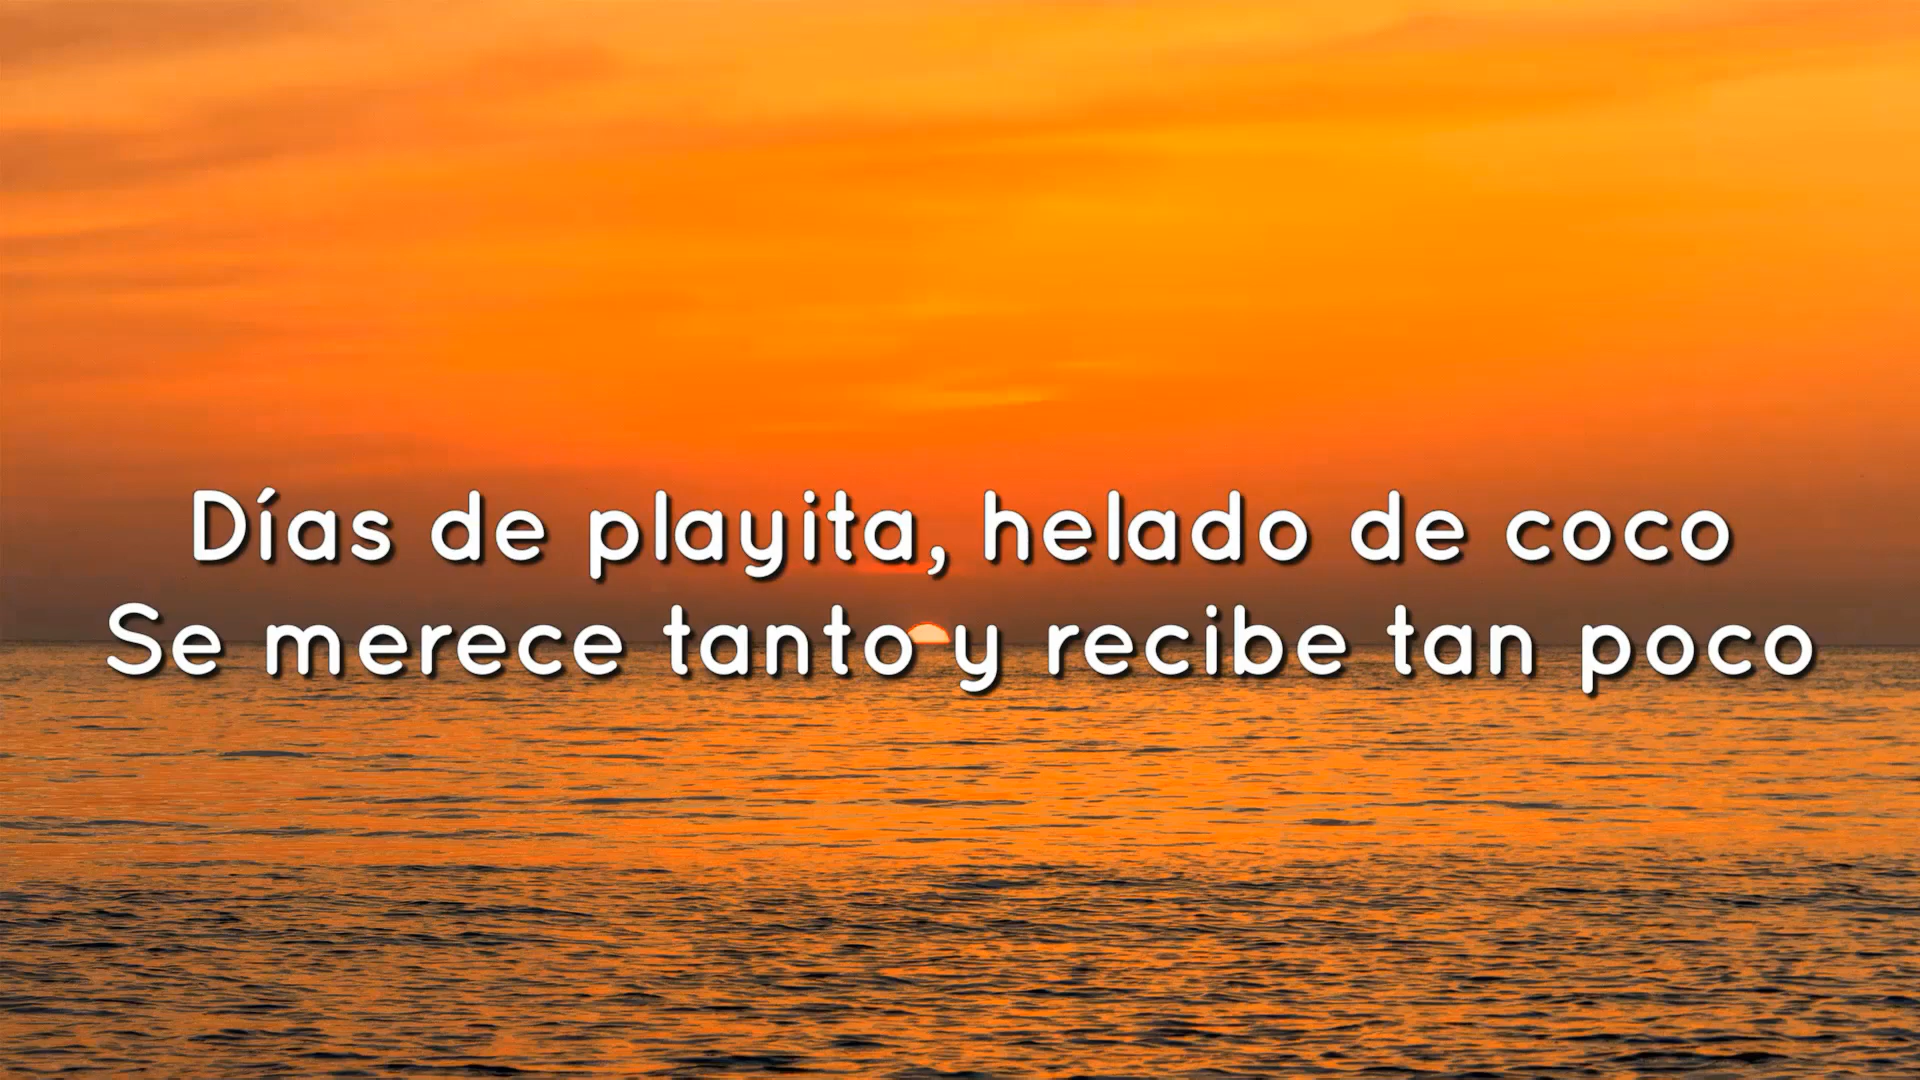 Días de playita, helado de coco
Se merece tanto y recibe tan poco